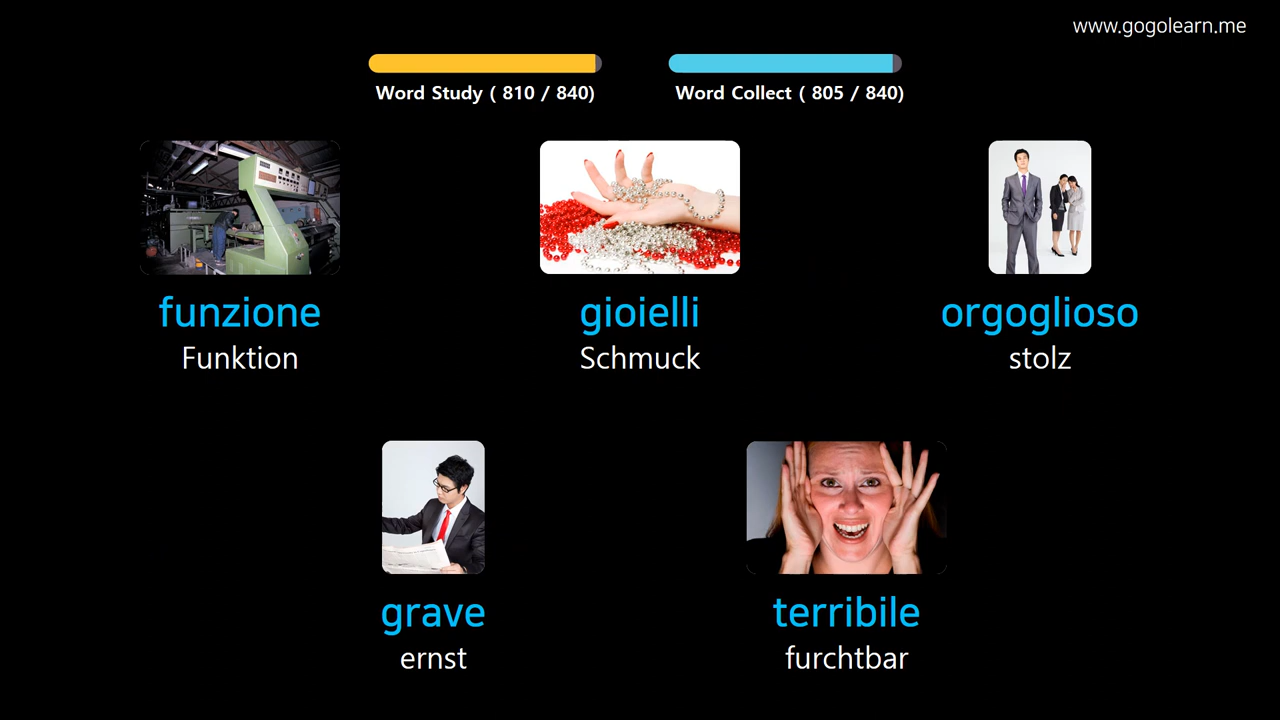 www.gogolearn.me
Word Study ( 810 / 840)
Word Collect ( 805 / 840)
funzione
Funktion
gioielli
Schmuck
orgoglioso
stolz
grave
ernst
terribile
furchtbar